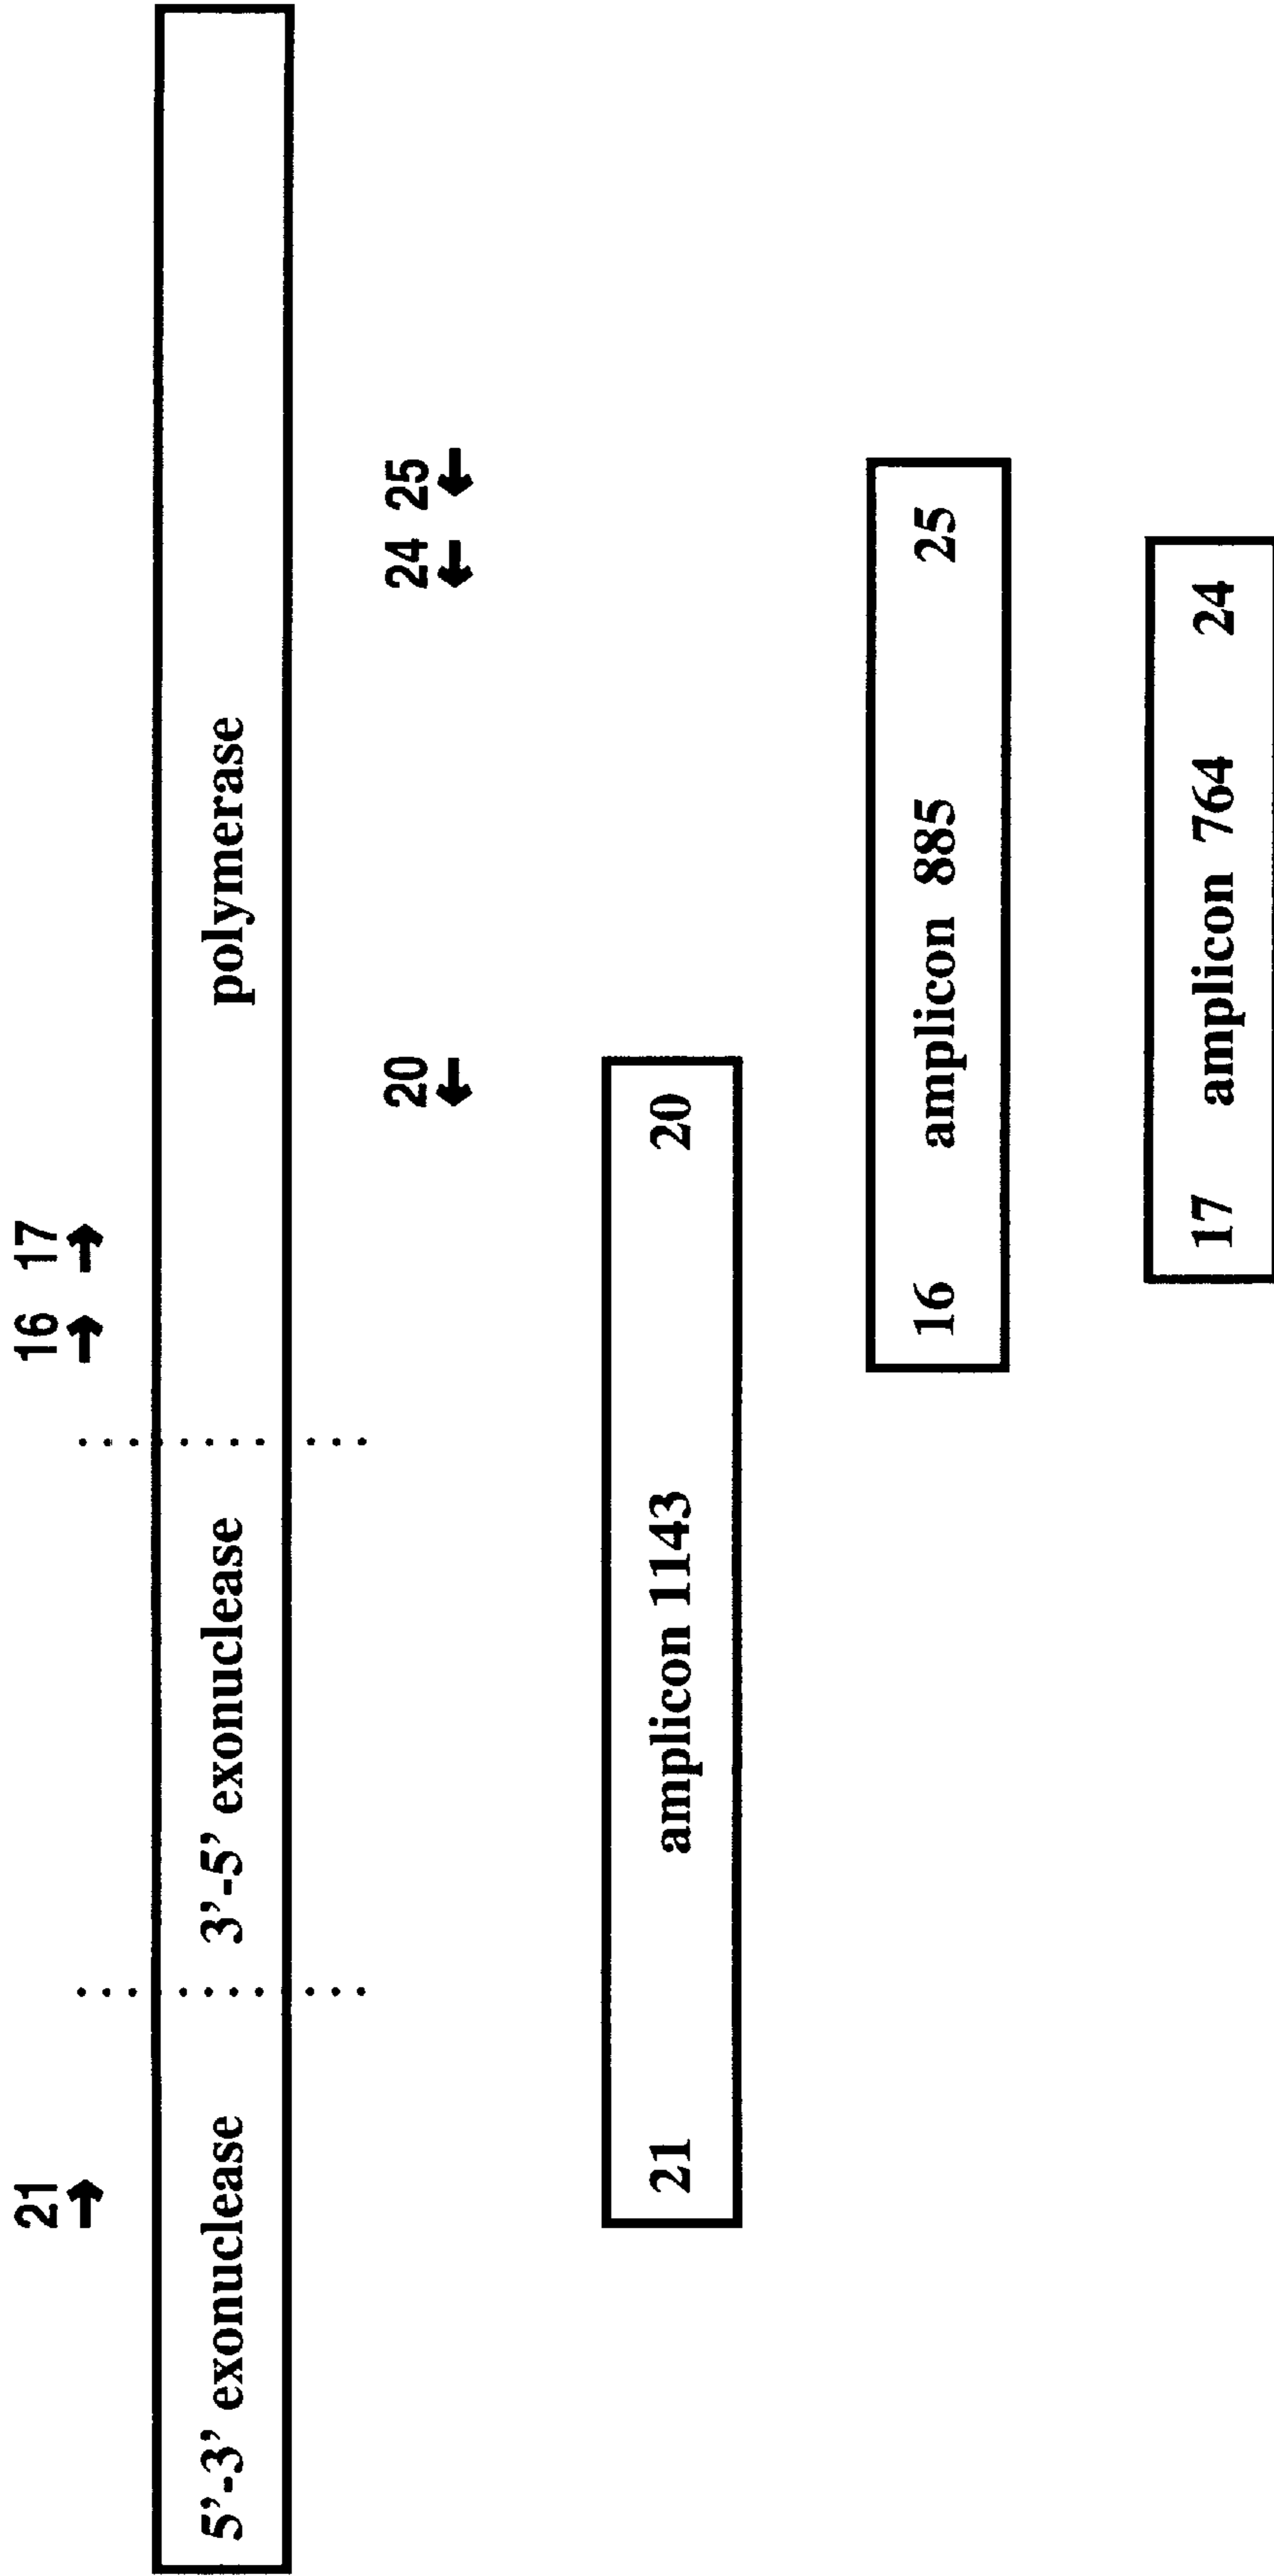 21 16 17
5’-3’ exonuclease 3’-5’ exonuclease polymerase
20 24 25
21 amplicon 1143 20
16 amplicon 885 25
17 amplicon 764 24